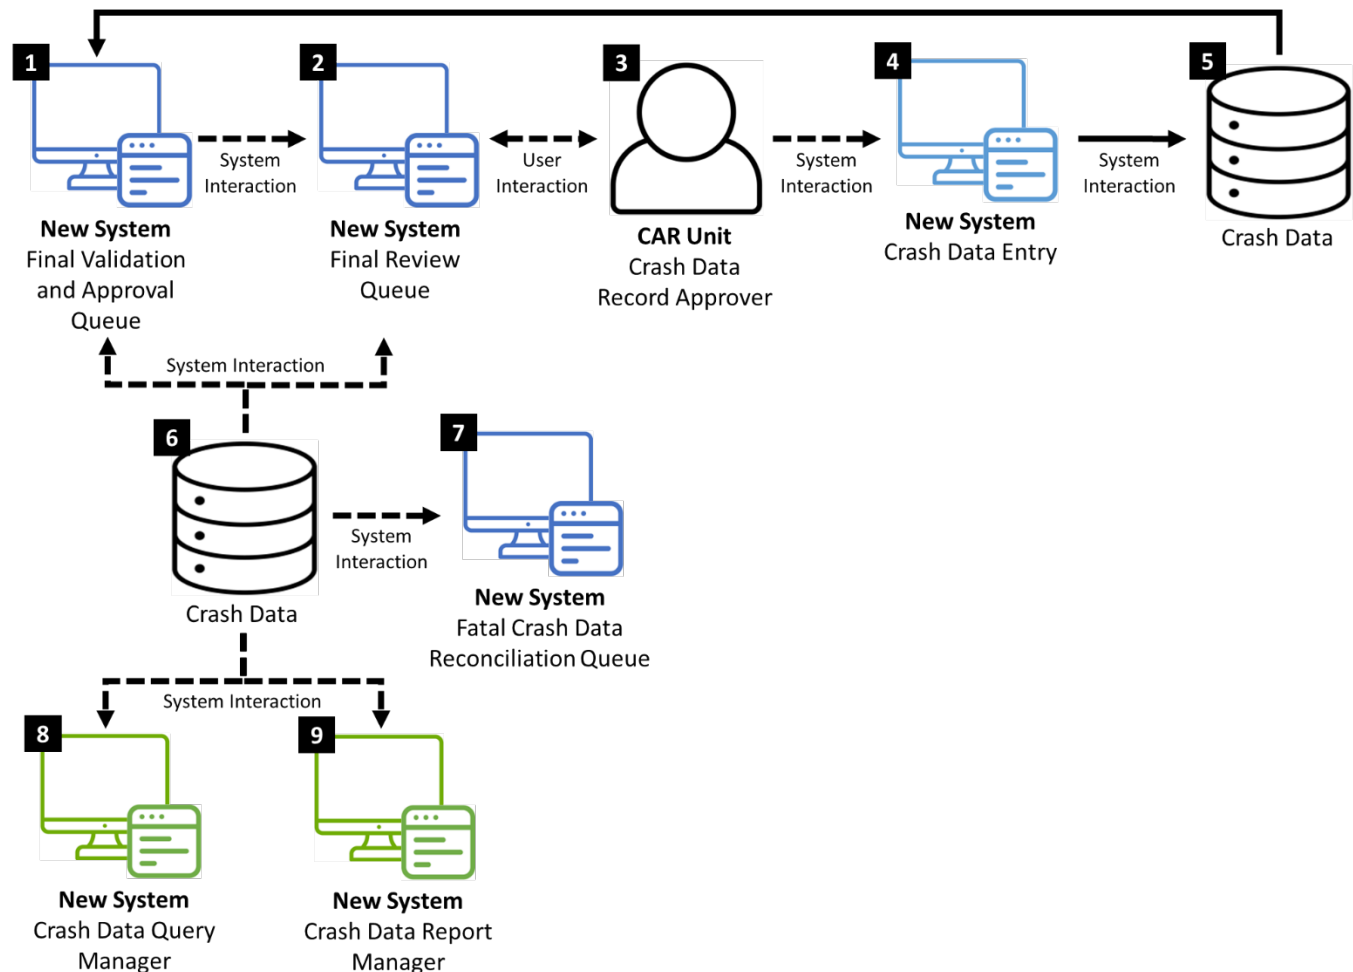 1
2
3
4
5
System
Interaction
User
Interaction
System
Interaction
System
Interaction
New System
Final Validation
and Approval
Queue
New System
Final Review
Queue
CAR Unit
Crash Data
Record Approver
New System
Crash Data Entry
Crash Data
System Interaction
6
7
System
Interaction
Crash Data
New System
Fatal Crash Data
Reconciliation Queue
System Interaction
8
9
New System
Crash Data Query
Manager
New System
Crash Data Report
Manager